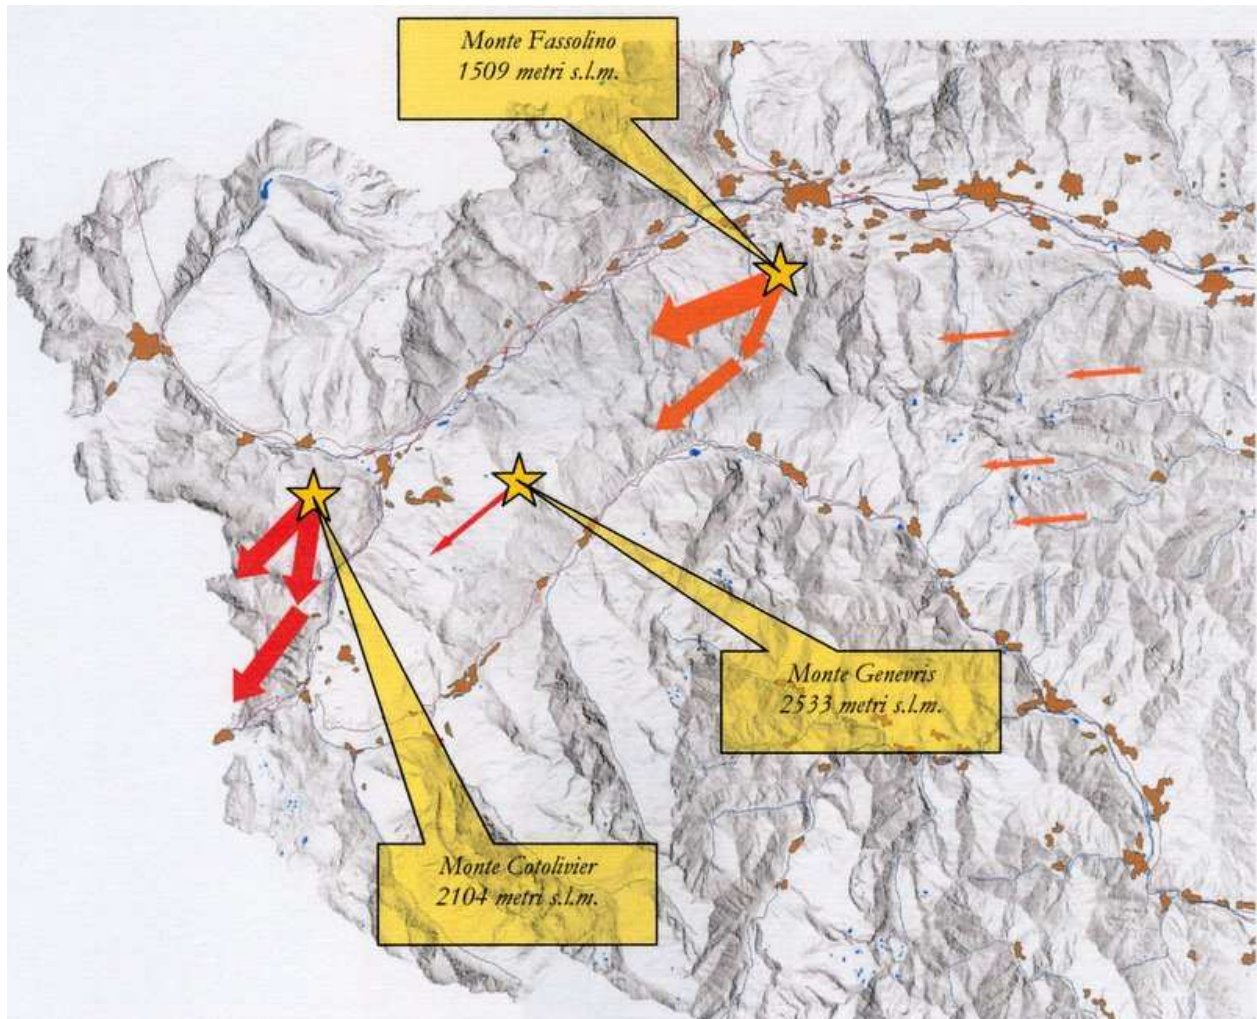 Monte Fassolino
1509 metri s.l.m.
Monte Genevris
2533 metri s.l.m.
Monte Cotolivier
2104 metri s.l.m.